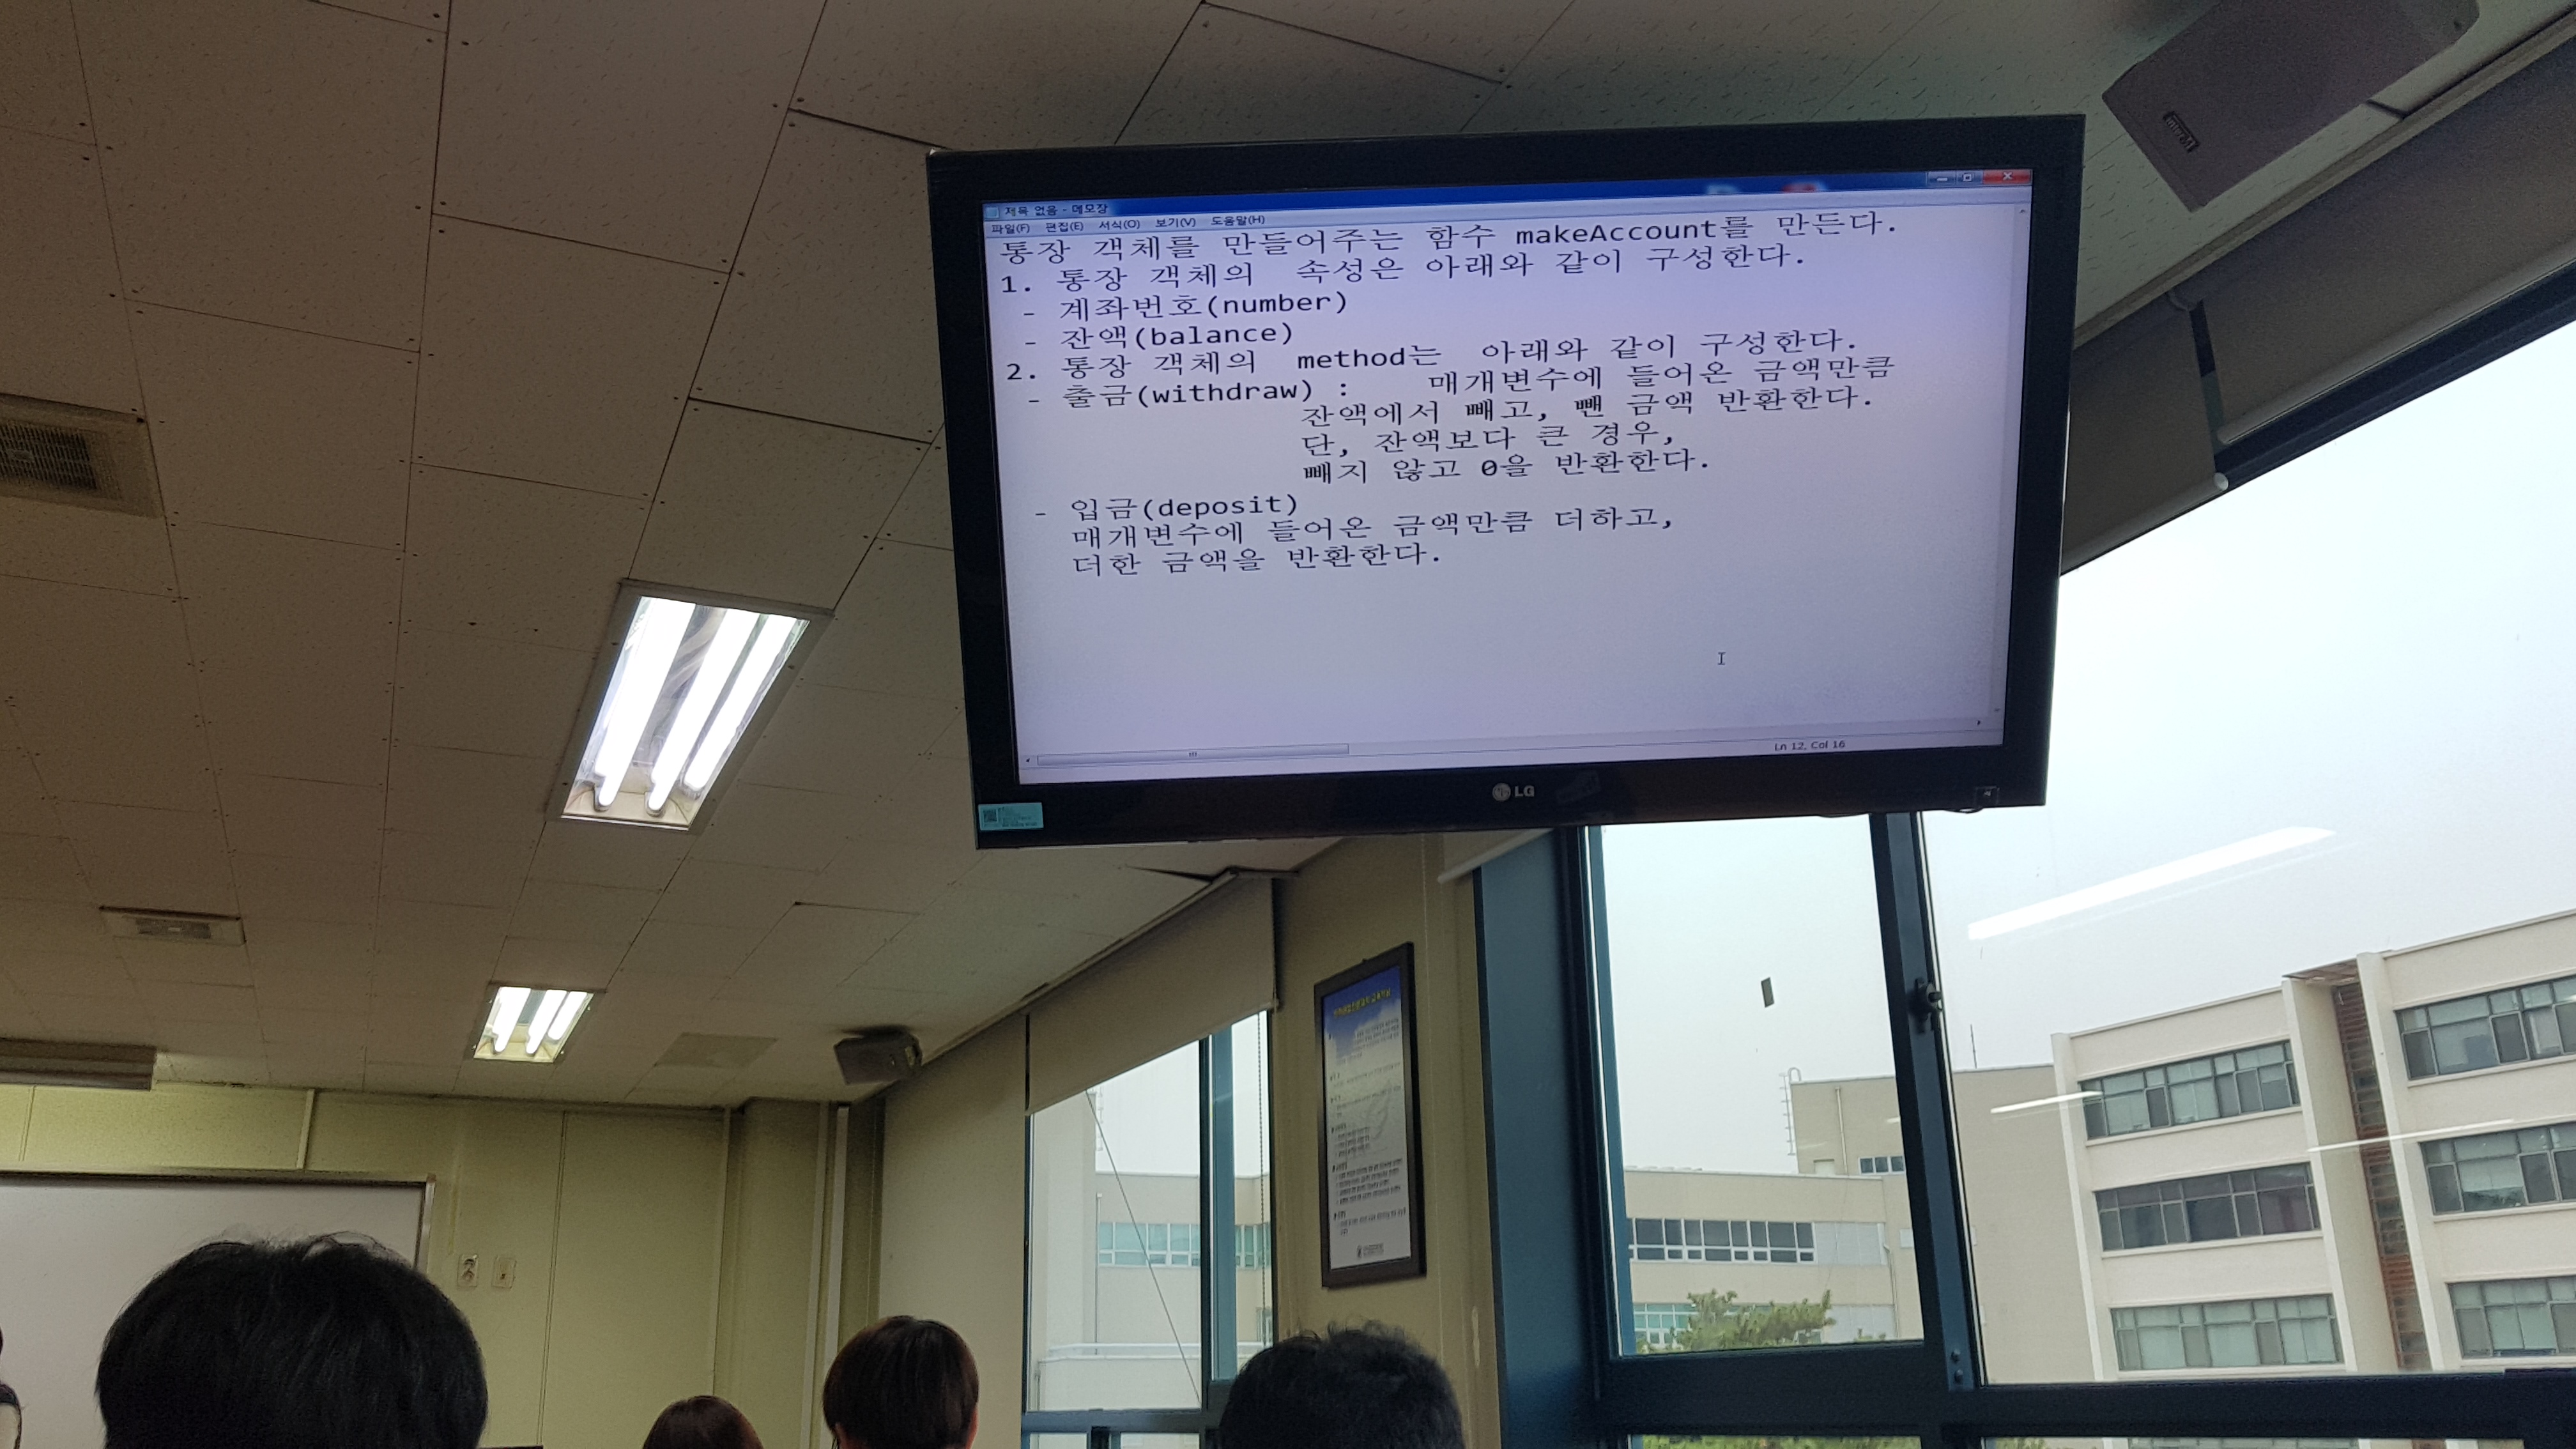 제목 없음 - 메모장
파일(F) 편집(E) 서식(O) 보기(V) 도움말(H)
통장 객체를 만들어주는 함수 makeAccount를 만든다.
1. 통장 객체의 속성은 아래와 같이 구성한다.
- 계좌번호(number)
- 잔액(balance)
2. 통장 객체의 method는 아래와 같이 구성한다.
- 출금(withdraw) : 매개변수에 들어온 금액만큼
잔액에서 빼고, 뺀 금액 반환한다.
단, 잔액보다 큰 경우,
빼지 않고 0을 반환한다.
- 입금(deposit)
매개변수에 들어온 금액만큼 더하고,
더한 금액을 반환한다.
Ln 12, Col 16
LG